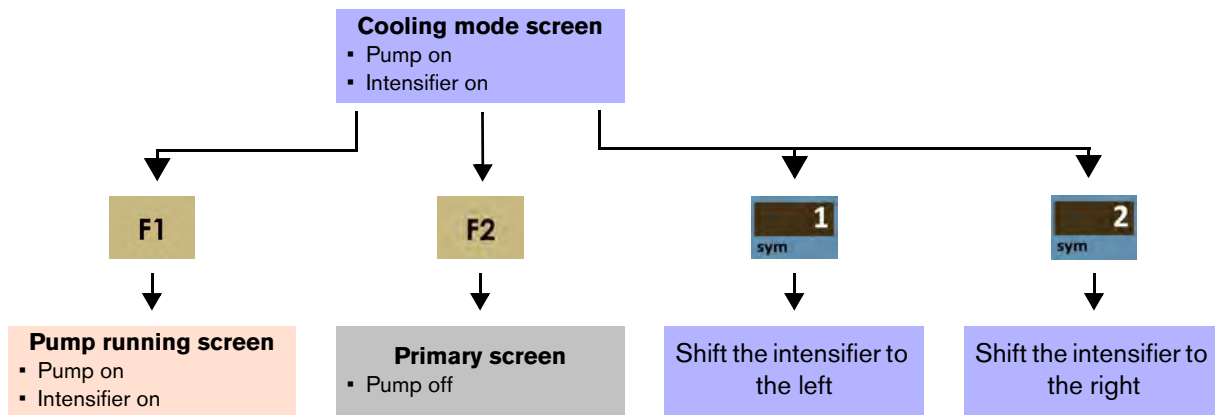 Cooling mode screen
▪ Pump on
▪ Intensifier on
F1
F2
1
sym
2
sym
Pump running screen
▪ Pump on
▪ Intensifier on
Primary screen
▪ Pump off
Shift the intensifier to
the left
Shift the intensifier to
the right